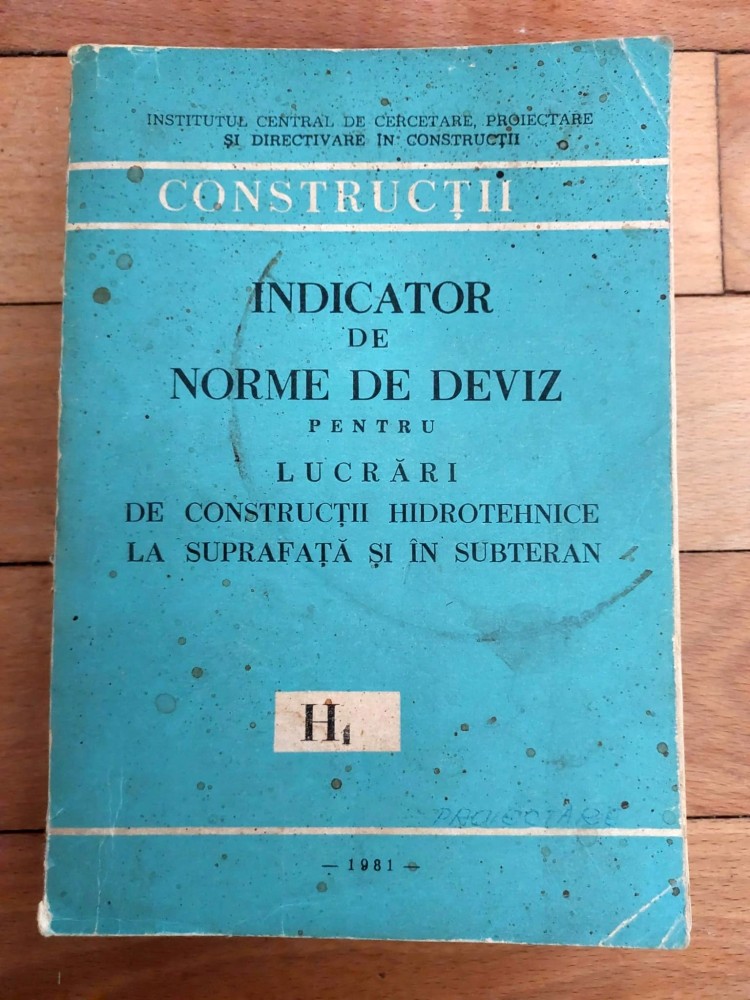 INSTITUTUL CENTRAL DE CERCETARE, PROIECTARE
ȘI DIRECTIVARE ÎN CONSTRUCȚII
CONSTRUCȚII
INDICATOR
DE
NORME DE DEVIZ
PENTRU
LUCRĂRI
DE CONSTRUCȚII HIDROTEHNICE
LA SUPRAFAȚĂ ȘI ÎN SUBTERAN
H1
PROIECTARE
— 1981 —